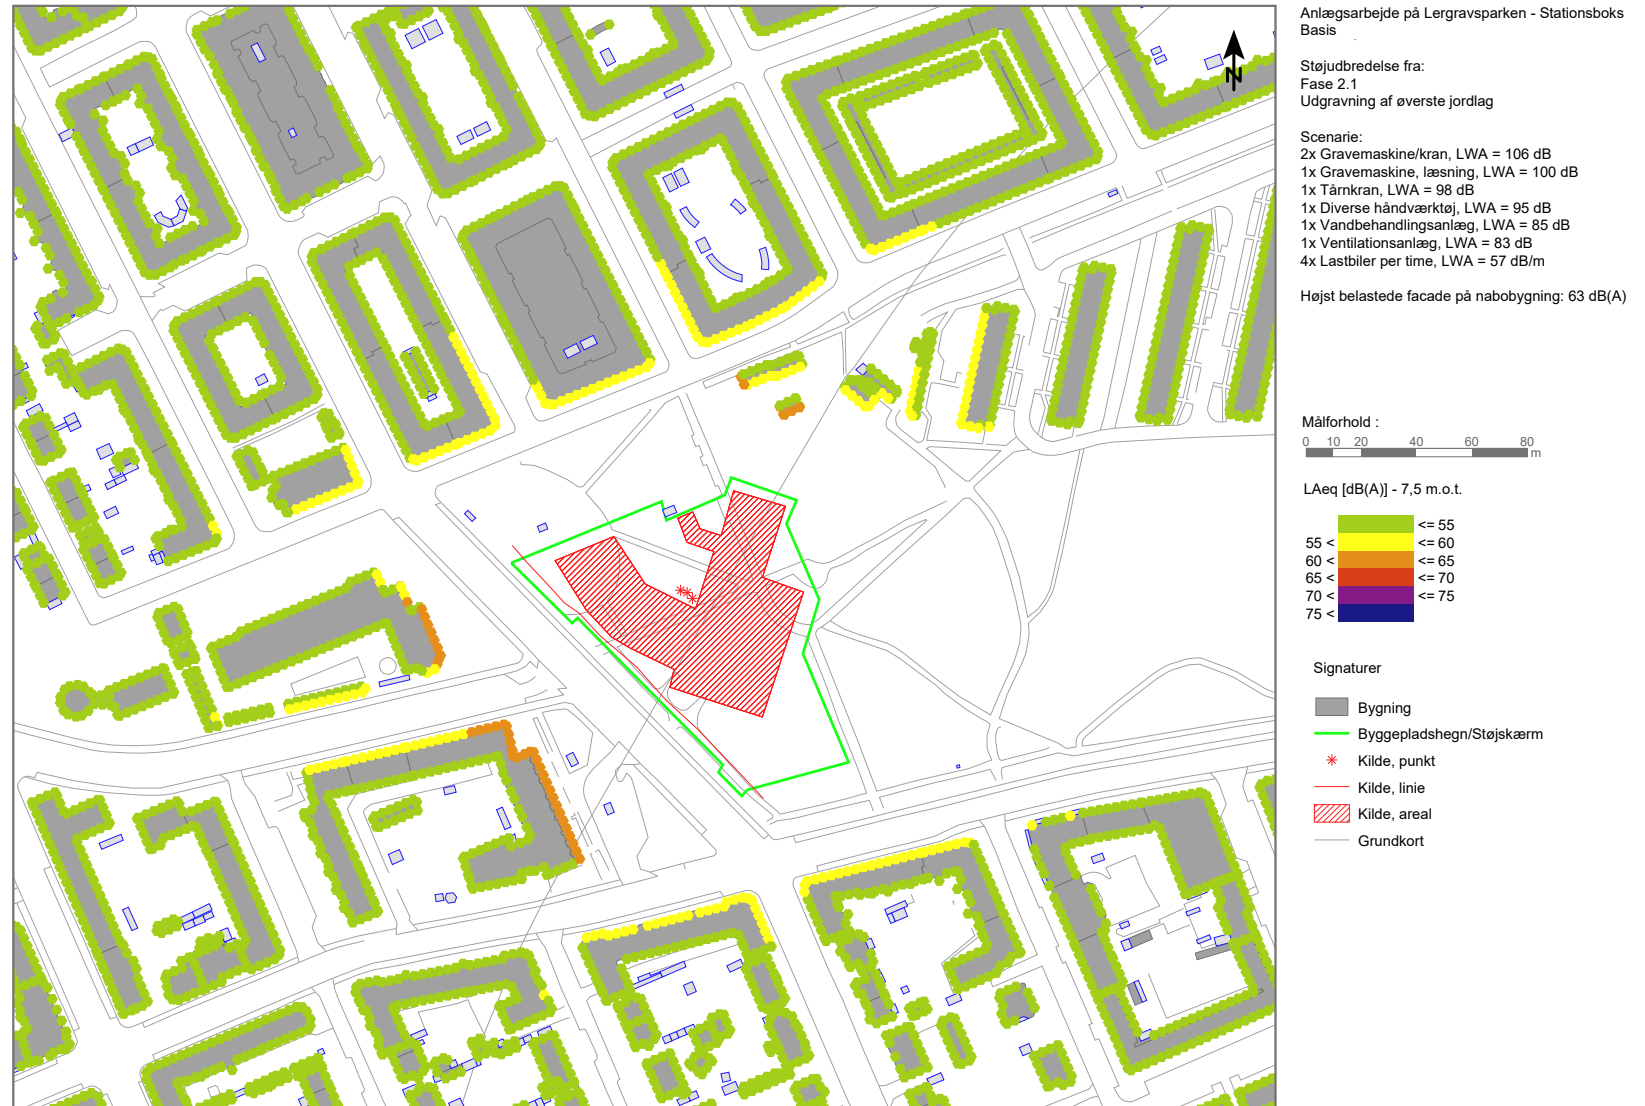 Anlægsarbejde på Lergravsparken - Stationsboks
Basis
Støjudbredelse fra:
Fase 2.1
Udgravning af øverste jordlag
Scenarie:
2x Gravemaskine/kran, LWA = 106 dB
1x Gravemaskine, læsning, LWA = 100 dB
1x Tårnkran, LWA = 98 dB
1x Diverse håndværktøj, LWA = 95 dB
1x Vandbehandlingsanlæg, LWA = 85 dB
1x Ventilationsanlæg, LWA = 83 dB
4x Lastbiler per time, LWA = 57 dB/m
Højst belastede facade på nabobygning: 63 dB(A)
N
Målforhold :
0 10 20 40 60 80
m
LAeq [dB(A)] - 7,5 m.o.t.
<= 55
55 < <= 60
60 < <= 65
65 < <= 70
70 < <= 75
75 <
Signaturer
Bygning
Byggepladshegn/Støjskærm
Kilde, punkt
Kilde, linie
Kilde, areal
Grundkort